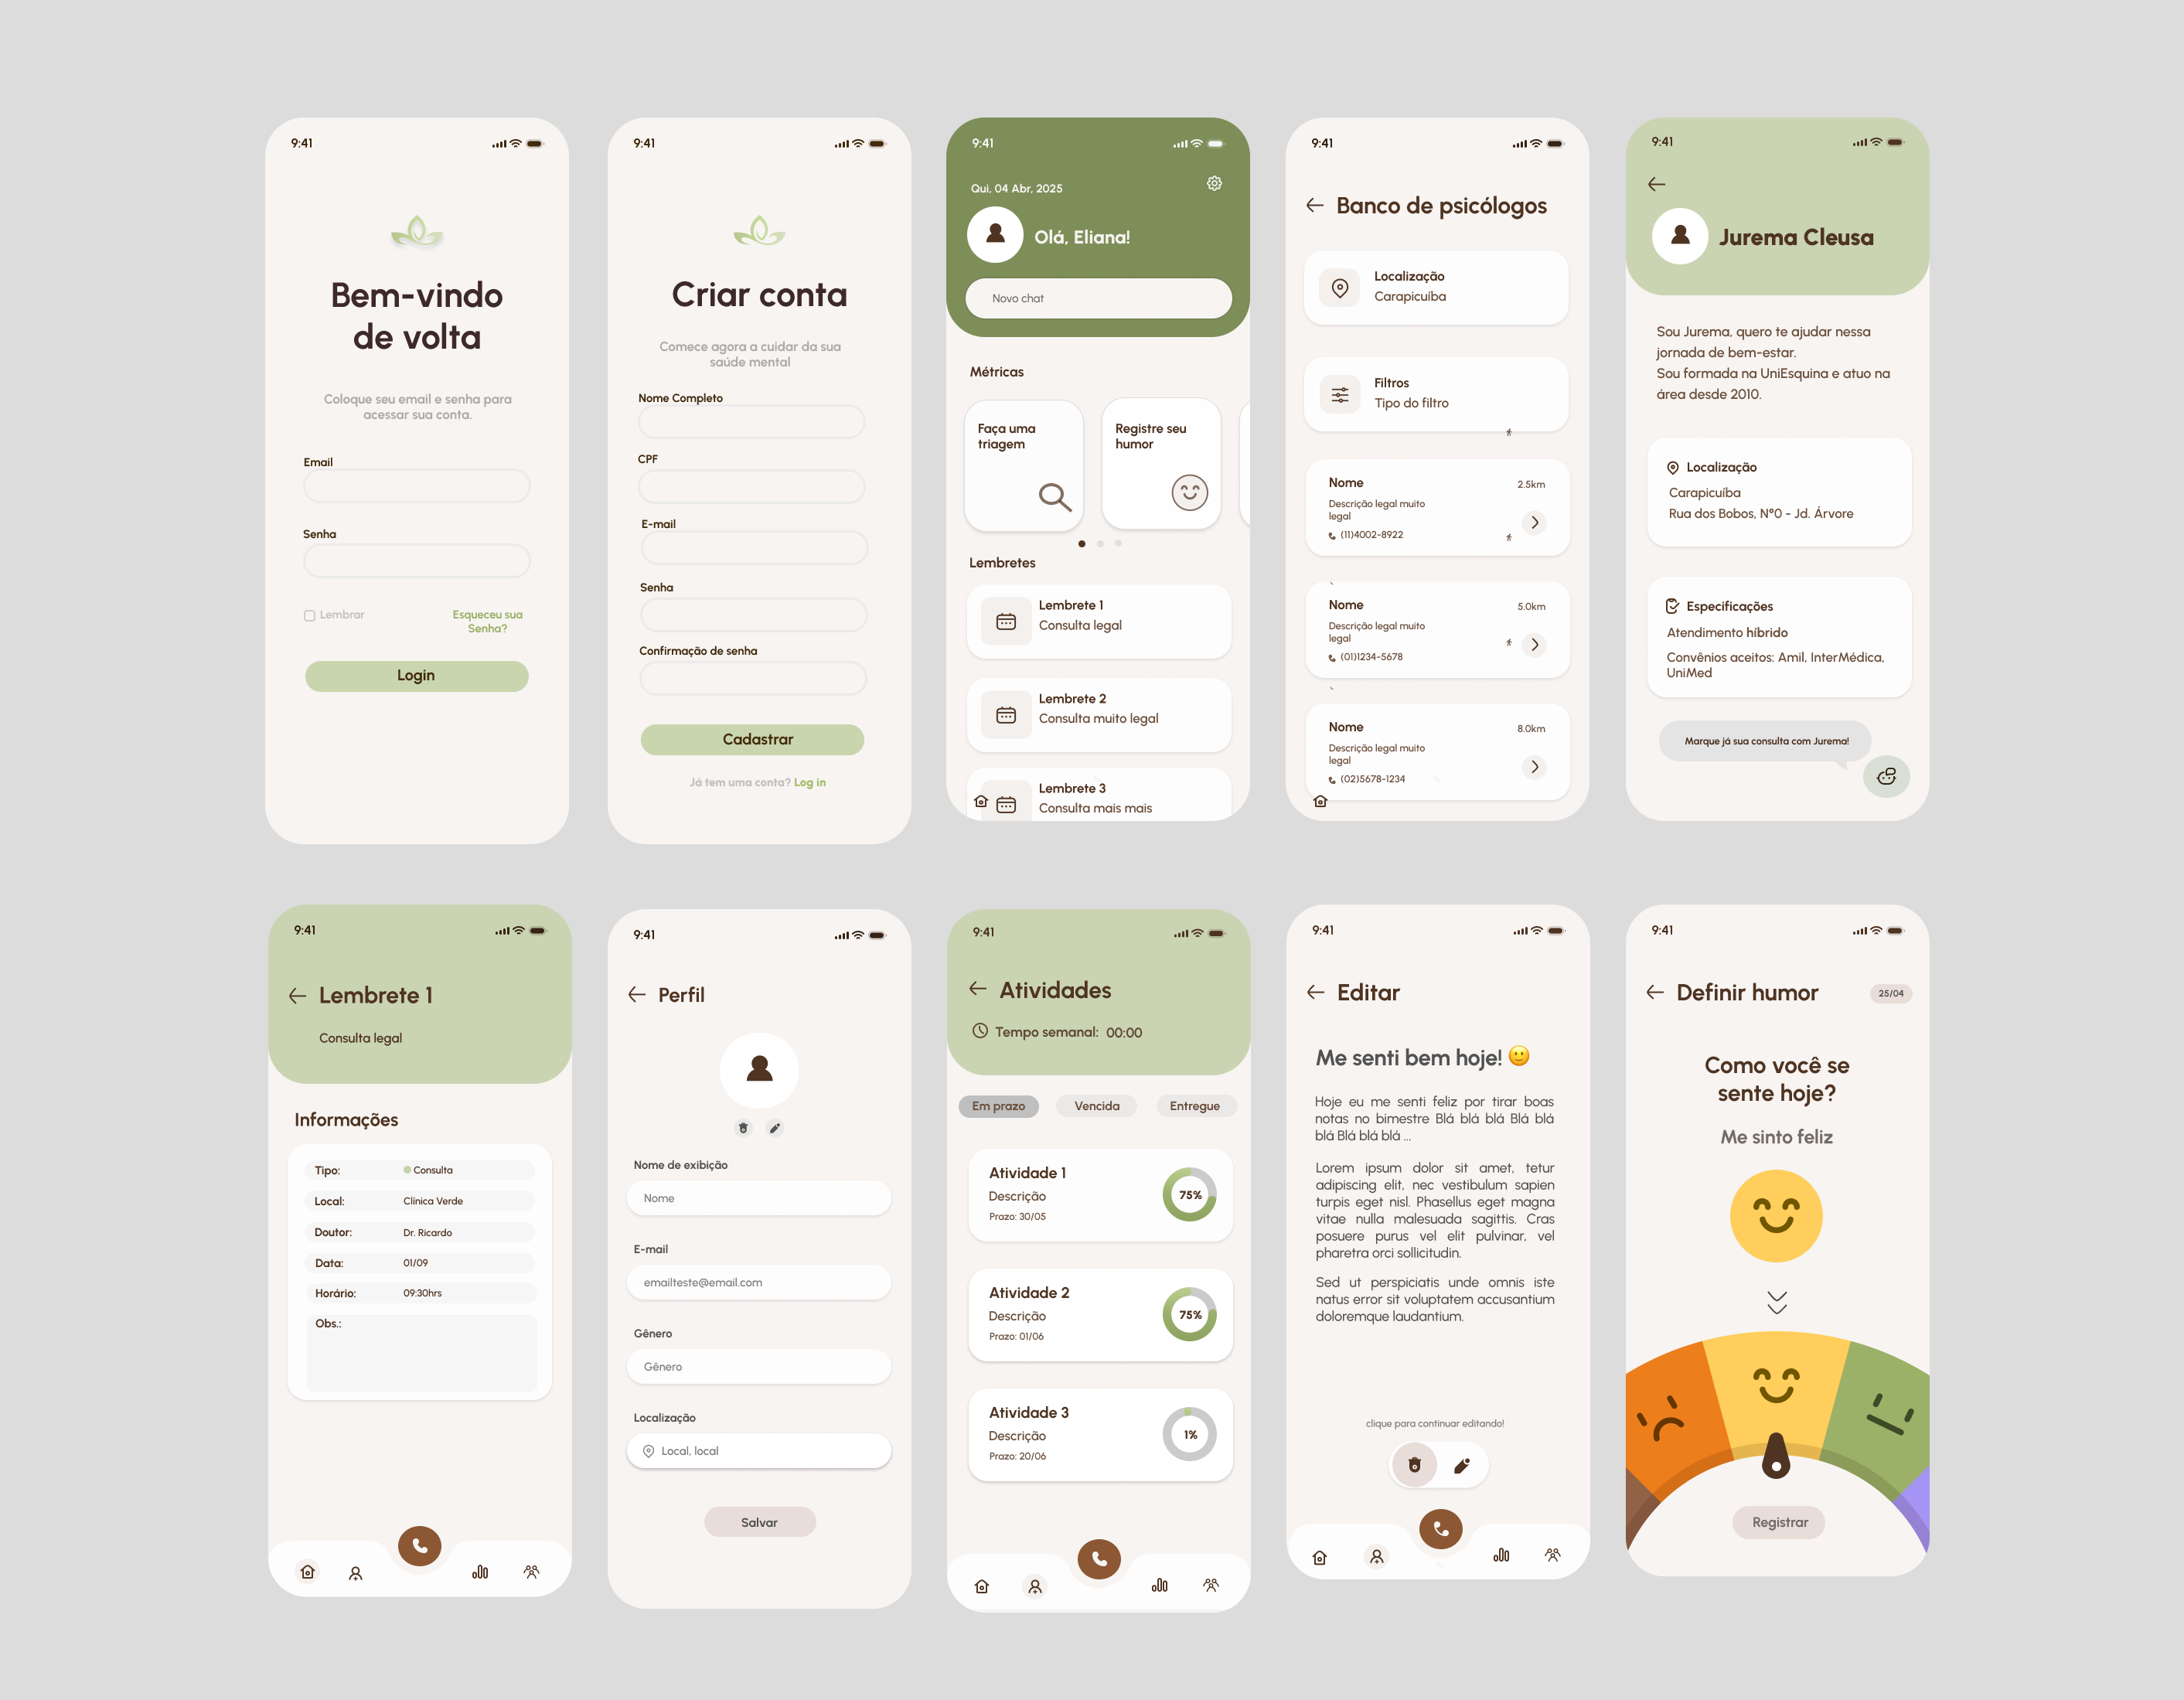 9:41
Bem-vindo
de volta
Coloque seu email e senha para
acessar sua conta.
Email
Senha
Lembrar
Esqueceu sua
Senha?
Login
9:41
Criar conta
Comece agora a cuidar da sua
saúde mental
Nome Completo
CPF
E-mail
Senha
Confirmação de senha
Cadastrar
Já tem uma conta? Log in
9:41
Qui, 04 Abr, 2025
Olá, Eliana!
Novo chat
Métricas
Faça uma
triagem
Registre seu
humor
Lembretes
Lembrete 1
Consulta legal
Lembrete 2
Consulta muito legal
Lembrete 3
Consulta mais mais
9:41
Banco de psicólogos
Localização
Carapicuíba
Filtros
Tipo do filtro
Nome
2.5km
Descrição legal muito
legal
(11)4002-8922
Nome
5.0km
Descrição legal muito
legal
(01)1234-5678
Nome
8.0km
Descrição legal muito
legal
(02)5678-1234
9:41
Jurema Cleusa
Sou Jurema, quero te ajudar nessa
jornada de bem-estar.
Sou formada na UniEsquina e atuo na
área desde 2010.
Localização
Carapicuíba
Rua dos Bobos, N°0 - Jd. Árvore
Especificações
Atendimento híbrido
Convênios aceitos: Amil, InterMédica,
UniMed
Marque já sua consulta com Jurema!
9:41
Lembrete 1
Consulta legal
Informações
Tipo: Consulta
Local: Clínica Verde
Doutor: Dr. Ricardo
Data: 01/09
Horário: 09:30hrs
Obs.:
9:41
Perfil
Nome de exibição
Nome
E-mail
emailteste@email.com
Gênero
Gênero
Localização
Local, local
Salvar
9:41
Atividades
Tempo semanal: 00:00
Em prazo
Vencida
Entregue
Atividade 1
Descrição
Prazo: 30/05
75%
Atividade 2
Descrição
Prazo: 01/06
75%
Atividade 3
Descrição
Prazo: 20/06
1%
9:41
Editar
Me senti bem hoje! 🙂
Hoje eu me senti feliz por tirar boas
notas no bimestre Blá blá blá Blá blá
blá Blá blá blá ...
Lorem ipsum dolor sit amet, tetur
adipiscing elit, nec vestibulum sapien
turpis eget nisl. Phasellus eget magna
vitae nulla malesuada sagittis. Cras
posuere purus vel elit pulvinar, vel
pharetra orci sollicitudin.
Sed ut perspiciatis unde omnis iste
natus error sit voluptatem accusantium
doloremque laudantium.
clique para continuar editando!
9:41
Definir humor
25/04
Como você se
sente hoje?
Me sinto feliz
Registrar